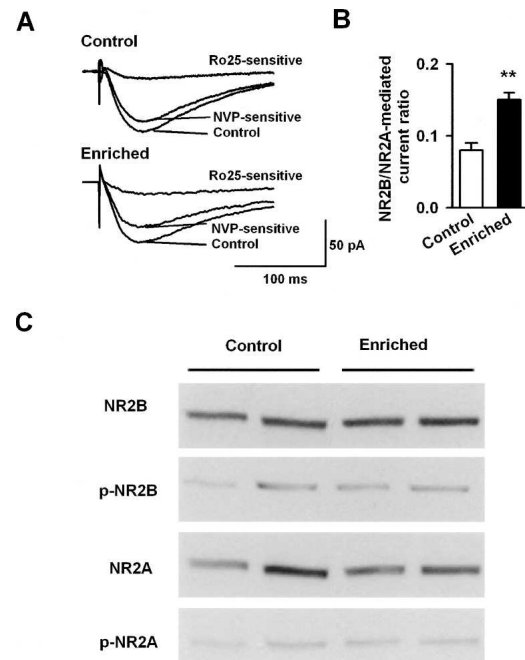 A
Control
Ro25-sensitive
NVP-sensitive
Control
Enriched
Ro25-sensitive
NVP-sensitive
Control
50 pA
100 ms
B
NR2B/NR2A-mediated
current ratio
0.2
0.1
0.0
**
Control
Enriched
C
Control
Enriched
NR2B
p-NR2B
NR2A
p-NR2A